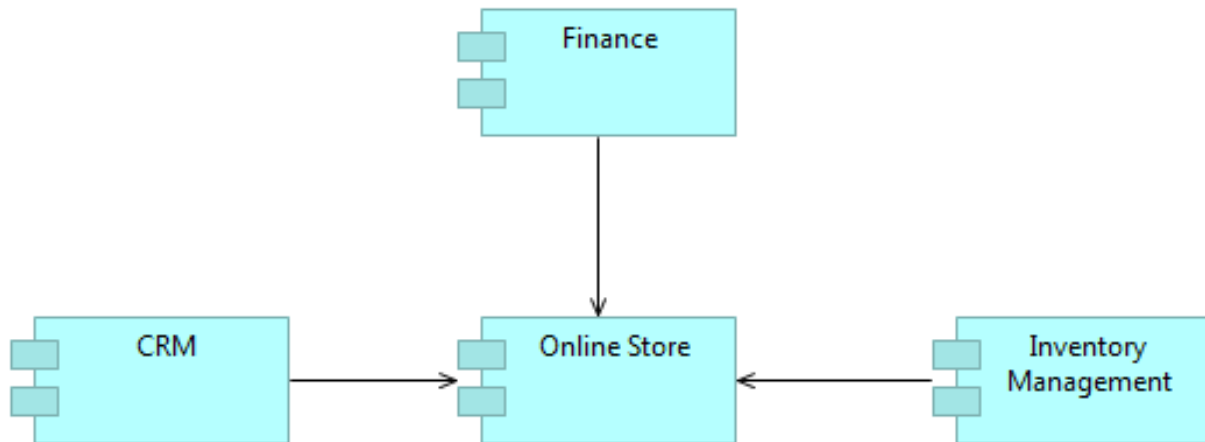 Finance
CRM
Online Store
Inventory
Management